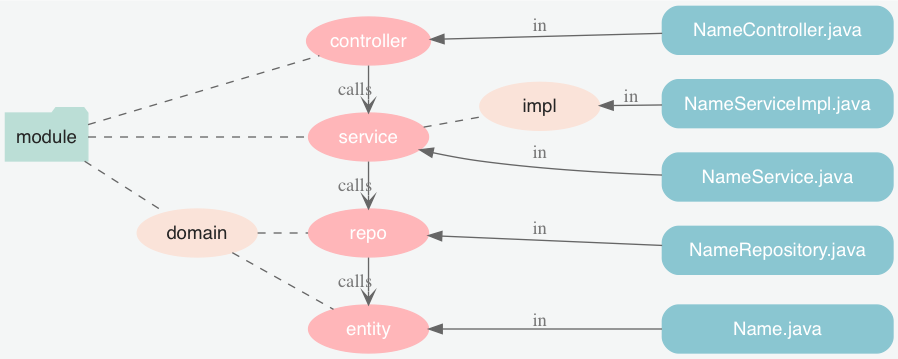 controller
in
NameController.java
calls
impl
in
NameServiceImpl.java
module
service
in
NameService.java
calls
domain
repo
in
NameRepository.java
calls
entity
in
Name.java